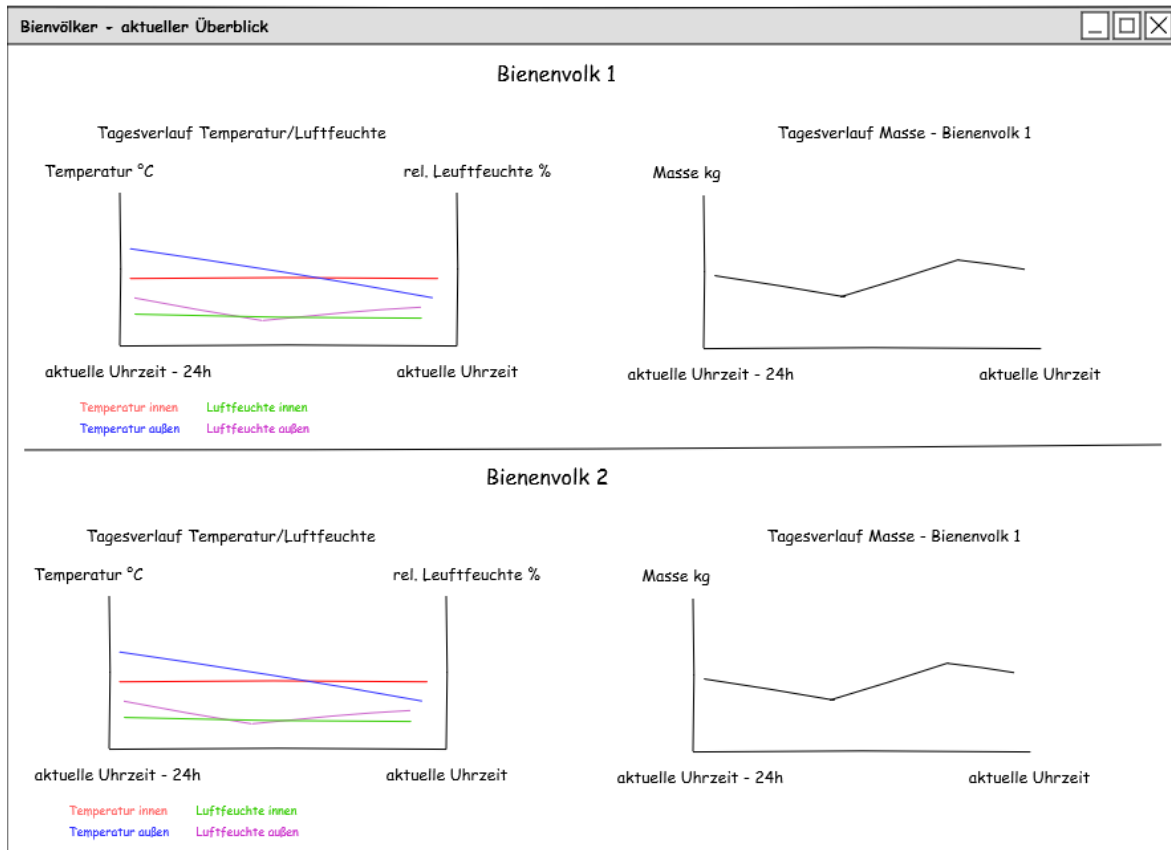 Bienvölker - aktueller Überblick
Bienenvolk 1
Tagesverlauf Temperatur/Luftfeuchte
Tagesverlauf Masse - Bienenvolk 1
Temperatur °C
rel. Leuftfeuchte %
Masse kg
aktuelle Uhrzeit - 24h
aktuelle Uhrzeit
aktuelle Uhrzeit - 24h
aktuelle Uhrzeit
Temperatur innen
Luftfeuchte innen
Temperatur außen
Luftfeuchte außen
Bienenvolk 2
Tagesverlauf Temperatur/Luftfeuchte
Tagesverlauf Masse - Bienenvolk 1
Temperatur °C
rel. Leuftfeuchte %
Masse kg
aktuelle Uhrzeit - 24h
aktuelle Uhrzeit
aktuelle Uhrzeit - 24h
aktuelle Uhrzeit
Temperatur innen
Luftfeuchte innen
Temperatur außen
Luftfeuchte außen